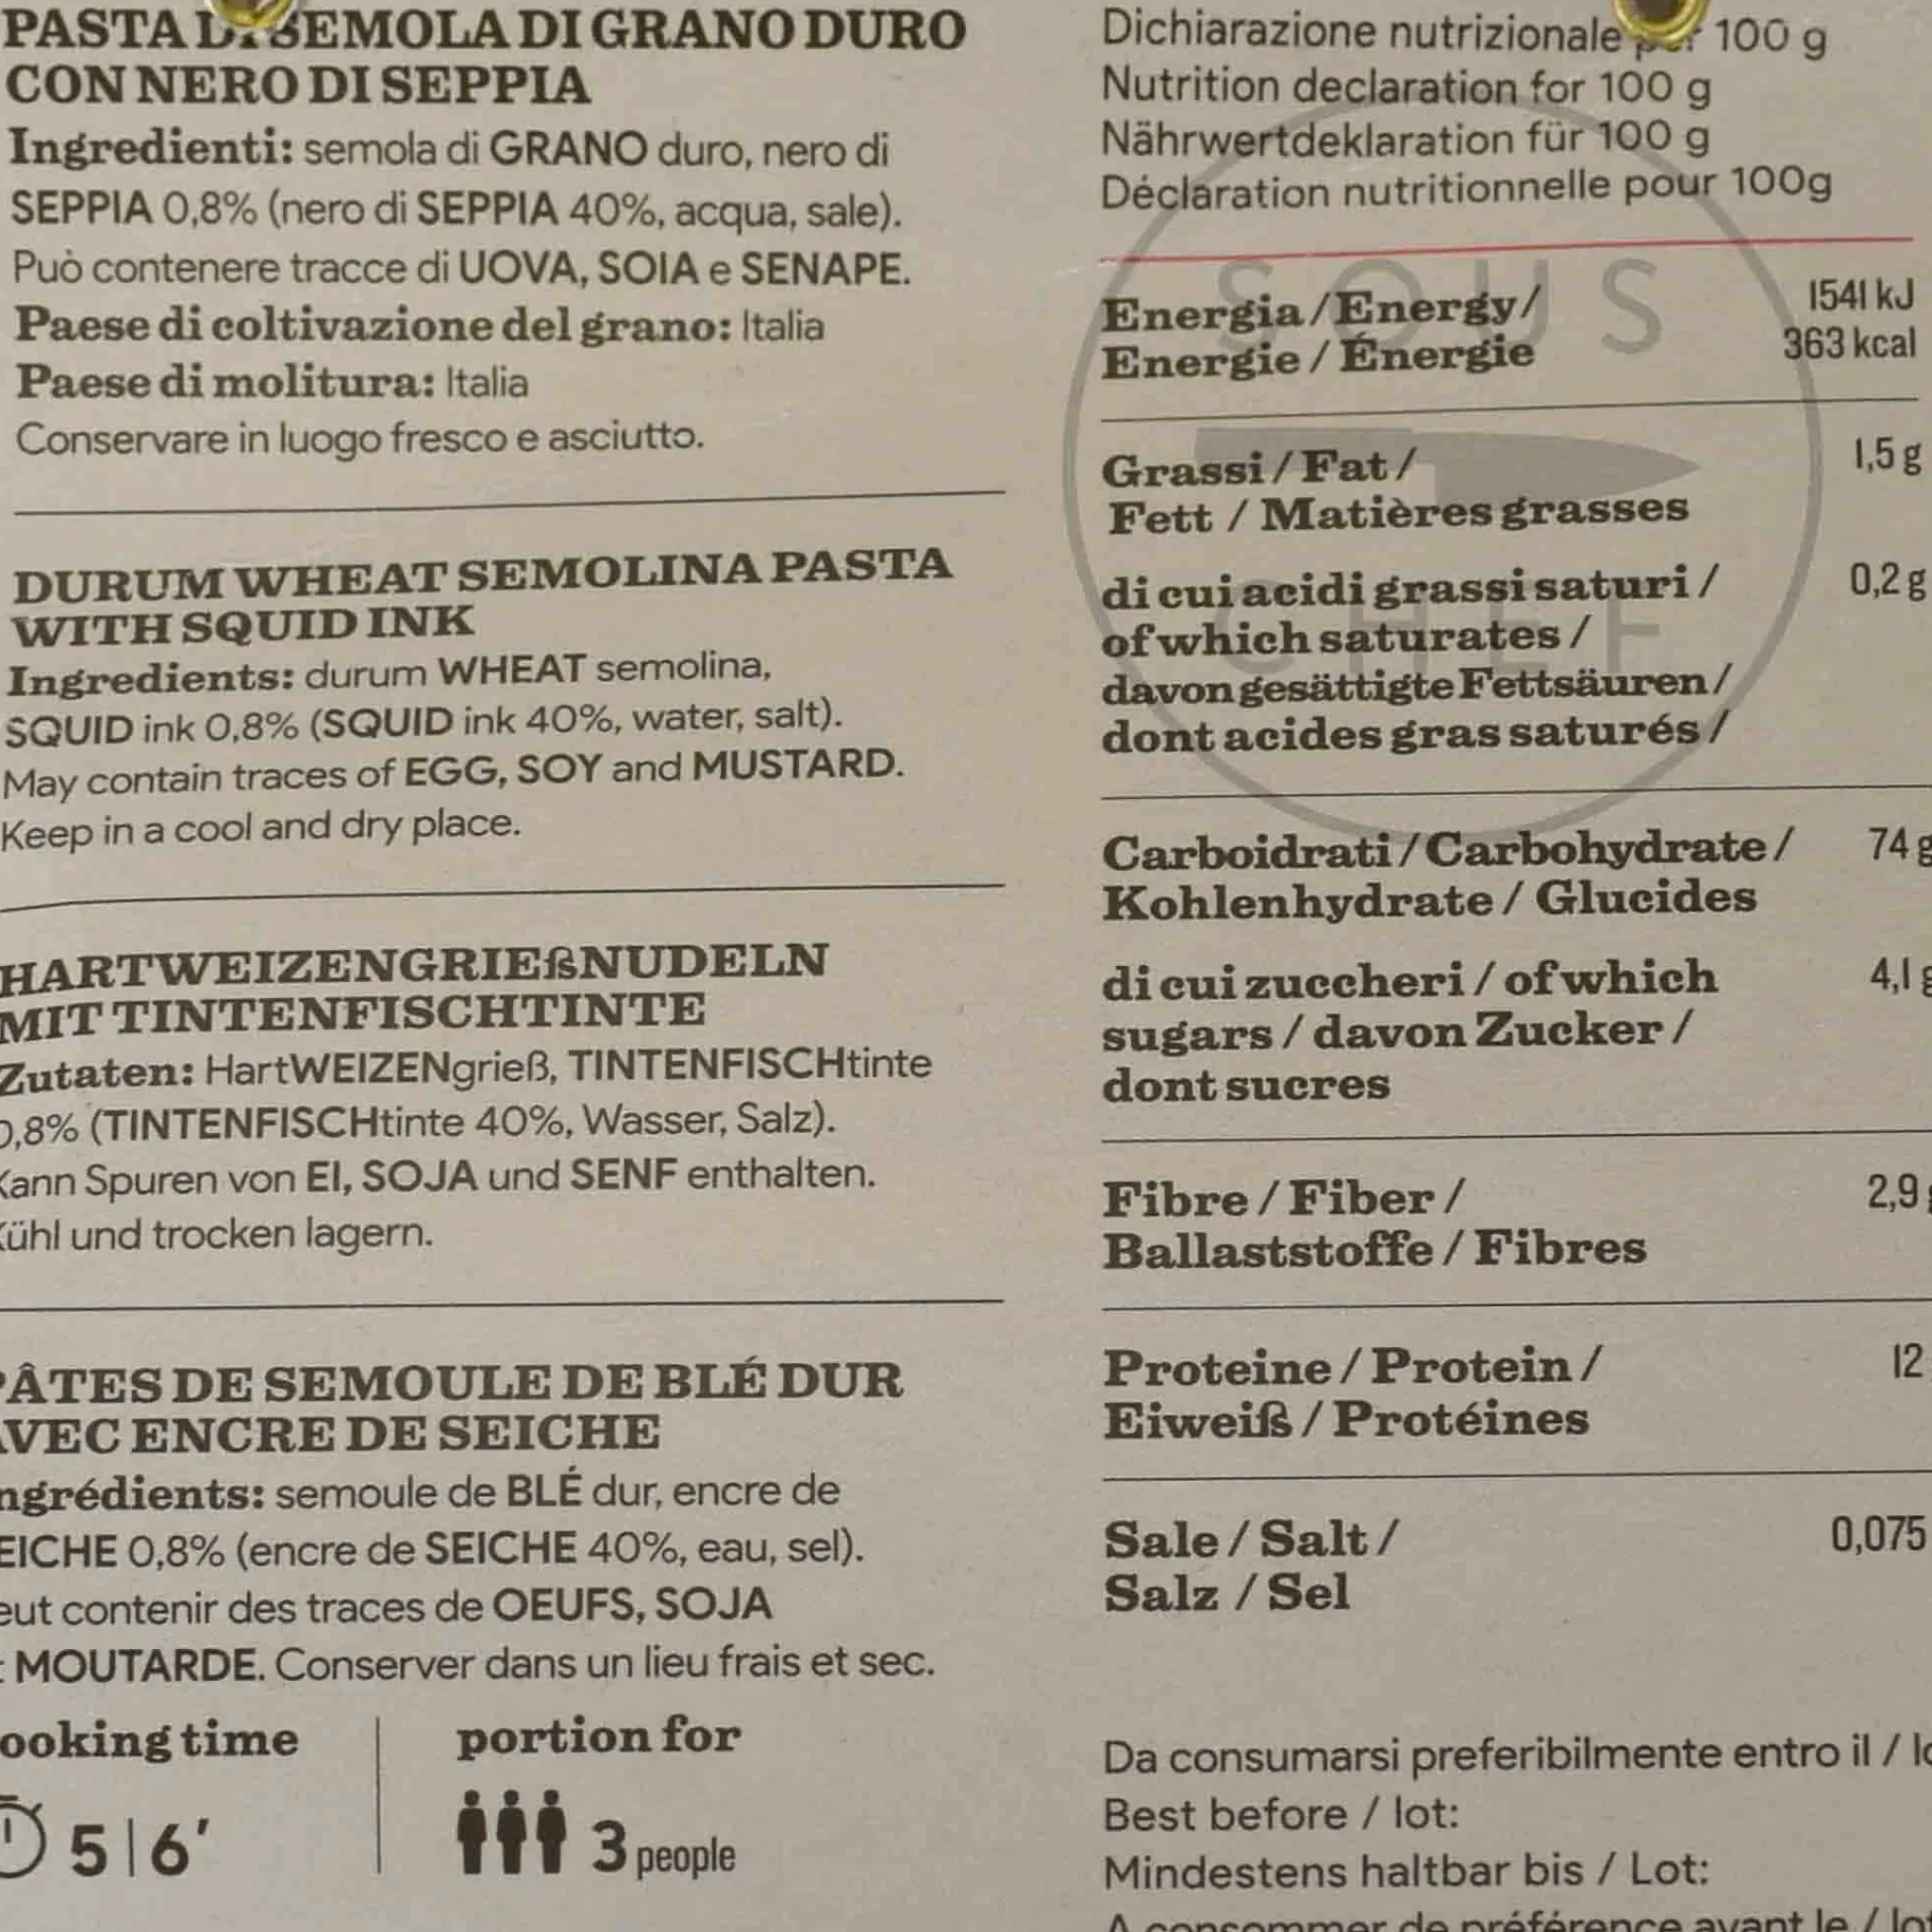 PASTA DI SEMOLA DI GRANO DURO
CON NERO DI SEPPIA
Ingredienti: semola di GRANO duro, nero di
SEPPIA 0,8% (nero di SEPPIA 40%, acqua, sale).
Può contenere tracce di UOVA, SOIA e SENAPE.
Paese di coltivazione del grano: Italia
Paese di molitura: Italia
Conservare in luogo fresco e asciutto.
DURUM WHEAT SEMOLINA PASTA
WITH SQUID INK
Ingredients: durum WHEAT semolina,
SQUID ink 0,8% (SQUID ink 40%, water, salt).
May contain traces of EGG, SOY and MUSTARD.
Keep in a cool and dry place.
HARTWEIZENGRIEßNUDELN
MIT TINTENFISCHTINTE
Zutaten: HartWEIZENgrieß, TINTENFISCHtinte
0,8% (TINTENFISCHtinte 40%, Wasser, Salz).
Kann Spuren von EI, SOJA und SENF enthalten.
Kühl und trocken lagern.
PÂTES DE SEMOULE DE BLÉ DUR
AVEC ENCRE DE SEICHE
Ingrédients: semoule de BLÉ dur, encre de
SEICHE 0,8% (encre de SEICHE 40%, eau, sel).
Peut contenir des traces de OEUFS, SOJA
MOUTARDE. Conserver dans un lieu frais et sec.
cooking time
5|6'
portion for
3 people
Dichiarazione nutrizionale per 100 g
Nutrition declaration for 100 g
Nährwertdeklaration für 100 g
Déclaration nutritionnelle pour 100g
SOUS
CHEF
Energia / Energy / 1541 kJ
Energie / Énergie 363 kcal
Grassi / Fat / 1,5 g
Fett / Matières grasses
di cui acidi grassi saturi / 0,2 g
of which saturates /
davon gesättigte Fettsäuren /
dont acides gras saturés /
Carboidrati / Carbohydrate / 74 g
Kohlenhydrate / Glucides
di cui zuccheri / of which 4,1 g
sugars / davon Zucker /
dont sucres
Fibre / Fiber / 2,9 g
Ballaststoffe / Fibres
Proteine / Protein / 12
Eiweiß / Protéines
Sale / Salt / 0,075
Salz / Sel
Da consumarsi preferibilmente entro il /
Best before / lot:
Mindestens haltbar bis / Lot:
A consommer de préférence avant le /